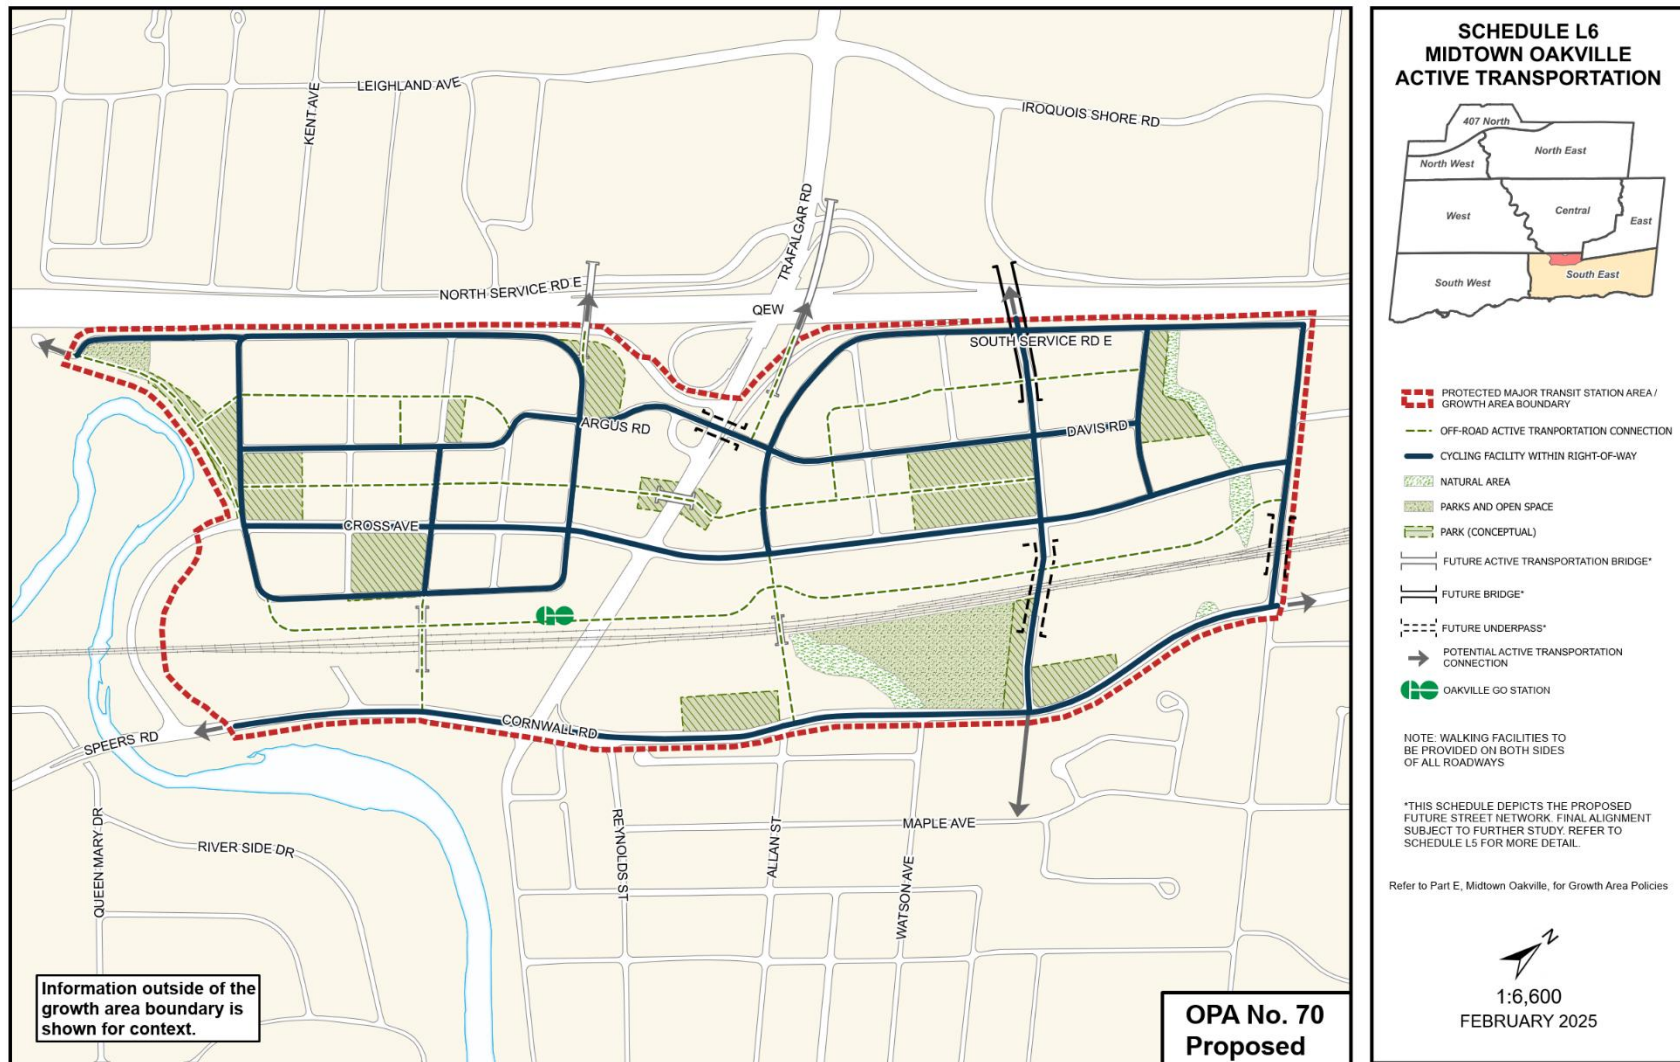 LEIGHLAND AVE
KENT AVE
IROQUOIS SHORE RD
TRAFALGAR RD
NORTH SERVICE RD E
QEW
SOUTH SERVICE RD E
ARGUS RD
DAVIS RD
CROSS AVE
GO
CORNWALL RD
SPEERS RD
QUEEN MARY DR
RIVER SIDE DR
REYNOLDS ST
ALLAN ST
MAPLE AVE
WATSON AVE
Information outside of the
growth area boundary is
shown for context.
OPA No. 70
Proposed
SCHEDULE L6
MIDTOWN OAKVILLE
ACTIVE TRANSPORTATION
407 North
North West
North East
West
Central
East
South West
South East
PROTECTED MAJOR TRANSIT STATION AREA /
GROWTH AREA BOUNDARY
OFF-ROAD ACTIVE TRANPORTATION CONNECTION
CYCLING FACILITY WITHIN RIGHT-OF-WAY
NATURAL AREA
PARKS AND OPEN SPACE
PARK (CONCEPTUAL)
FUTURE ACTIVE TRANSPORTATION BRIDGE*
FUTURE BRIDGE*
FUTURE UNDERPASS*
POTENTIAL ACTIVE TRANSPORTATION
CONNECTION
GO OAKVILLE GO STATION
NOTE: WALKING FACILITIES TO
BE PROVIDED ON BOTH SIDES
OF ALL ROADWAYS
*THIS SCHEDULE DEPICTS THE PROPOSED
FUTURE STREET NETWORK. FINAL ALIGNMENT
SUBJECT TO FURTHER STUDY. REFER TO
SCHEDULE L5 FOR MORE DETAIL.
Refer to Part E, Midtown Oakville, for Growth Area Policies
N
1:6,600
FEBRUARY 2025